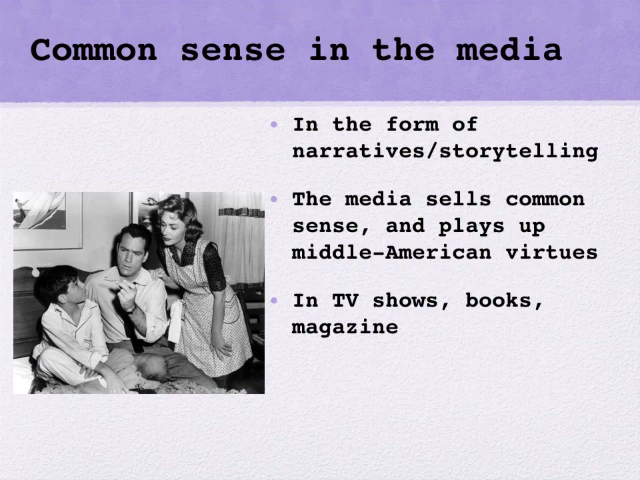 Common sense in the media
• In the form of
narratives/storytelling
• The media sells common
sense, and plays up
middle-American virtues
• In TV shows, books,
magazine